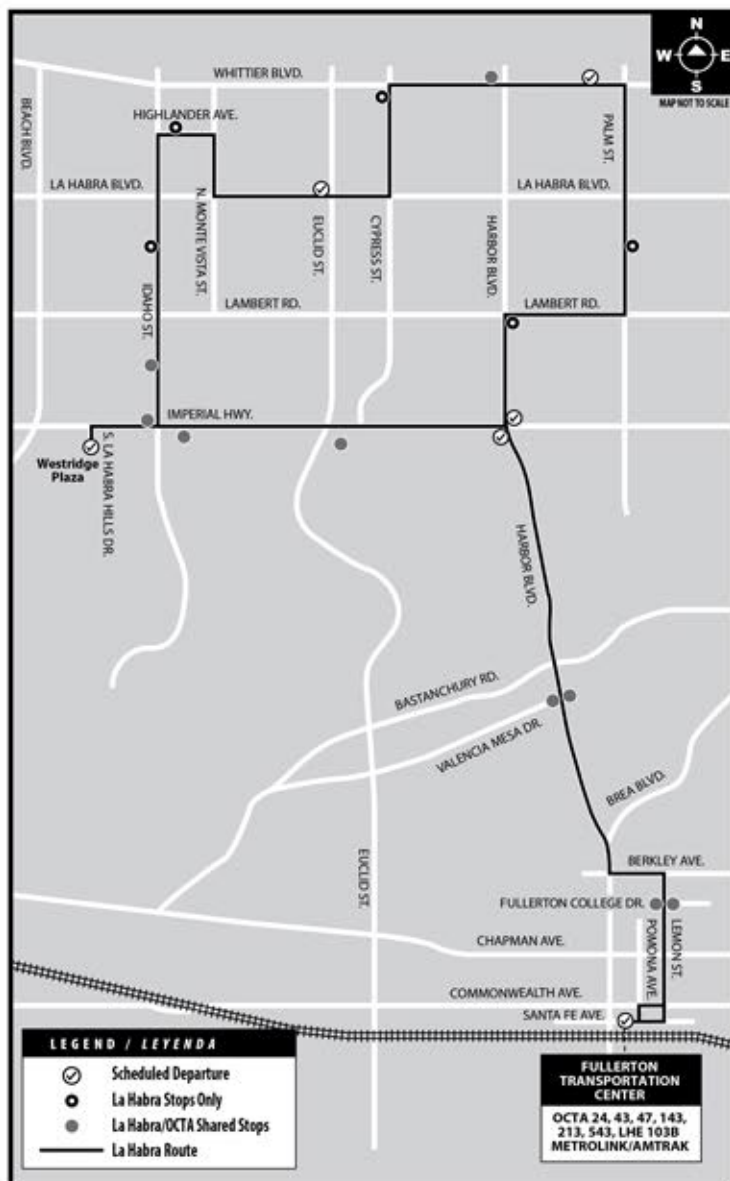 N
W E
S
MAP NOT TO SCALE
WHITTIER BLVD.
BEACH BLVD.
HIGHLANDER AVE.
PALM ST.
LA HABRA BLVD.
LA HABRA BLVD.
N. MONTE VISTA ST.
EUCLID ST.
CYPRESS ST.
HARBOR BLVD.
IDAHO ST.
LAMBERT RD.
LAMBERT RD.
IMPERIAL HWY.
Westridge
Plaza
S. LA HABRA HILLS DR.
HARBOR BLVD.
BASTANCHURY RD.
VALENCIA MESA DR.
BREA BLVD.
EUCLID ST.
BERKLEY AVE.
FULLERTON COLLEGE DR.
POMONA AVE.
LEMON ST.
CHAPMAN AVE.
COMMONWEALTH AVE.
SANTA FE AVE.
LEGEND / LEYENDA
Scheduled Departure
La Habra Stops Only
La Habra/OCTA Shared Stops
La Habra Route
FULLERTON
TRANSPORTATION
CENTER
OCTA 24, 43, 47, 143,
213, 543, LHE 103B
METROLINK/AMTRAK